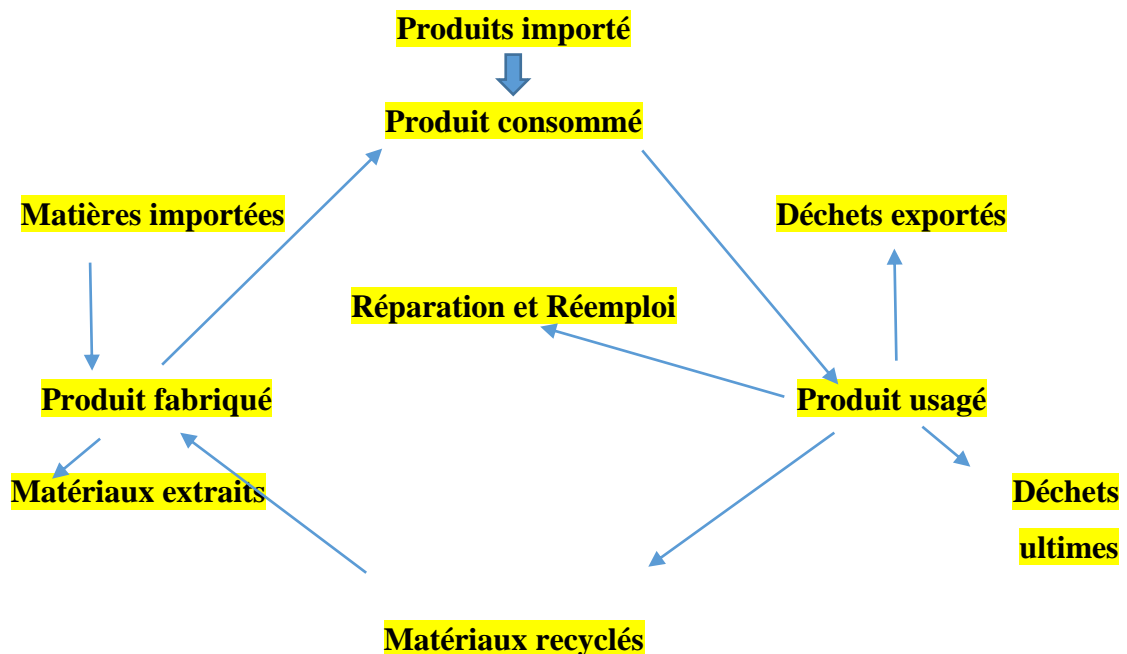 Produits importé
Produit consommé
Matières importées
Déchets exportés
Réparation et Réemploi
Produit fabriqué
Produit usagé
Matériaux extraits
Déchets
ultimes
Matériaux recyclés